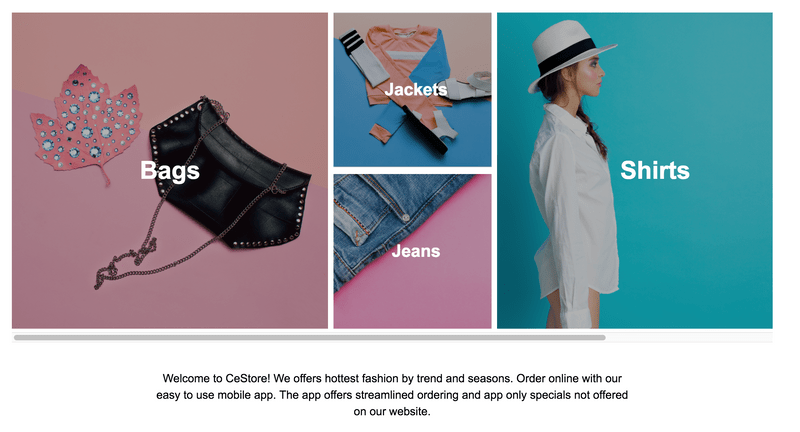 Bags
Jackets
Jeans
Shirts
Welcome to CeStore! We offers hottest fashion by trend and seasons. Order online with our
easy to use mobile app. The app offers streamlined ordering and app only specials not offered
on our website.